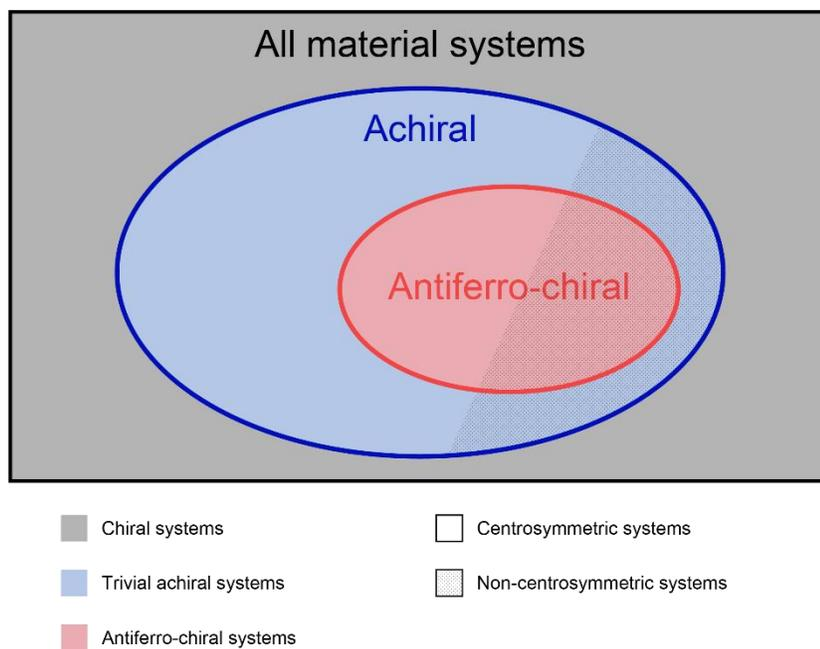 All material systems
Achiral
Antiferro-chiral
Chiral systems
Centrosymmetric systems
Trivial achiral systems
Non-centrosymmetric systems
Antiferro-chiral systems